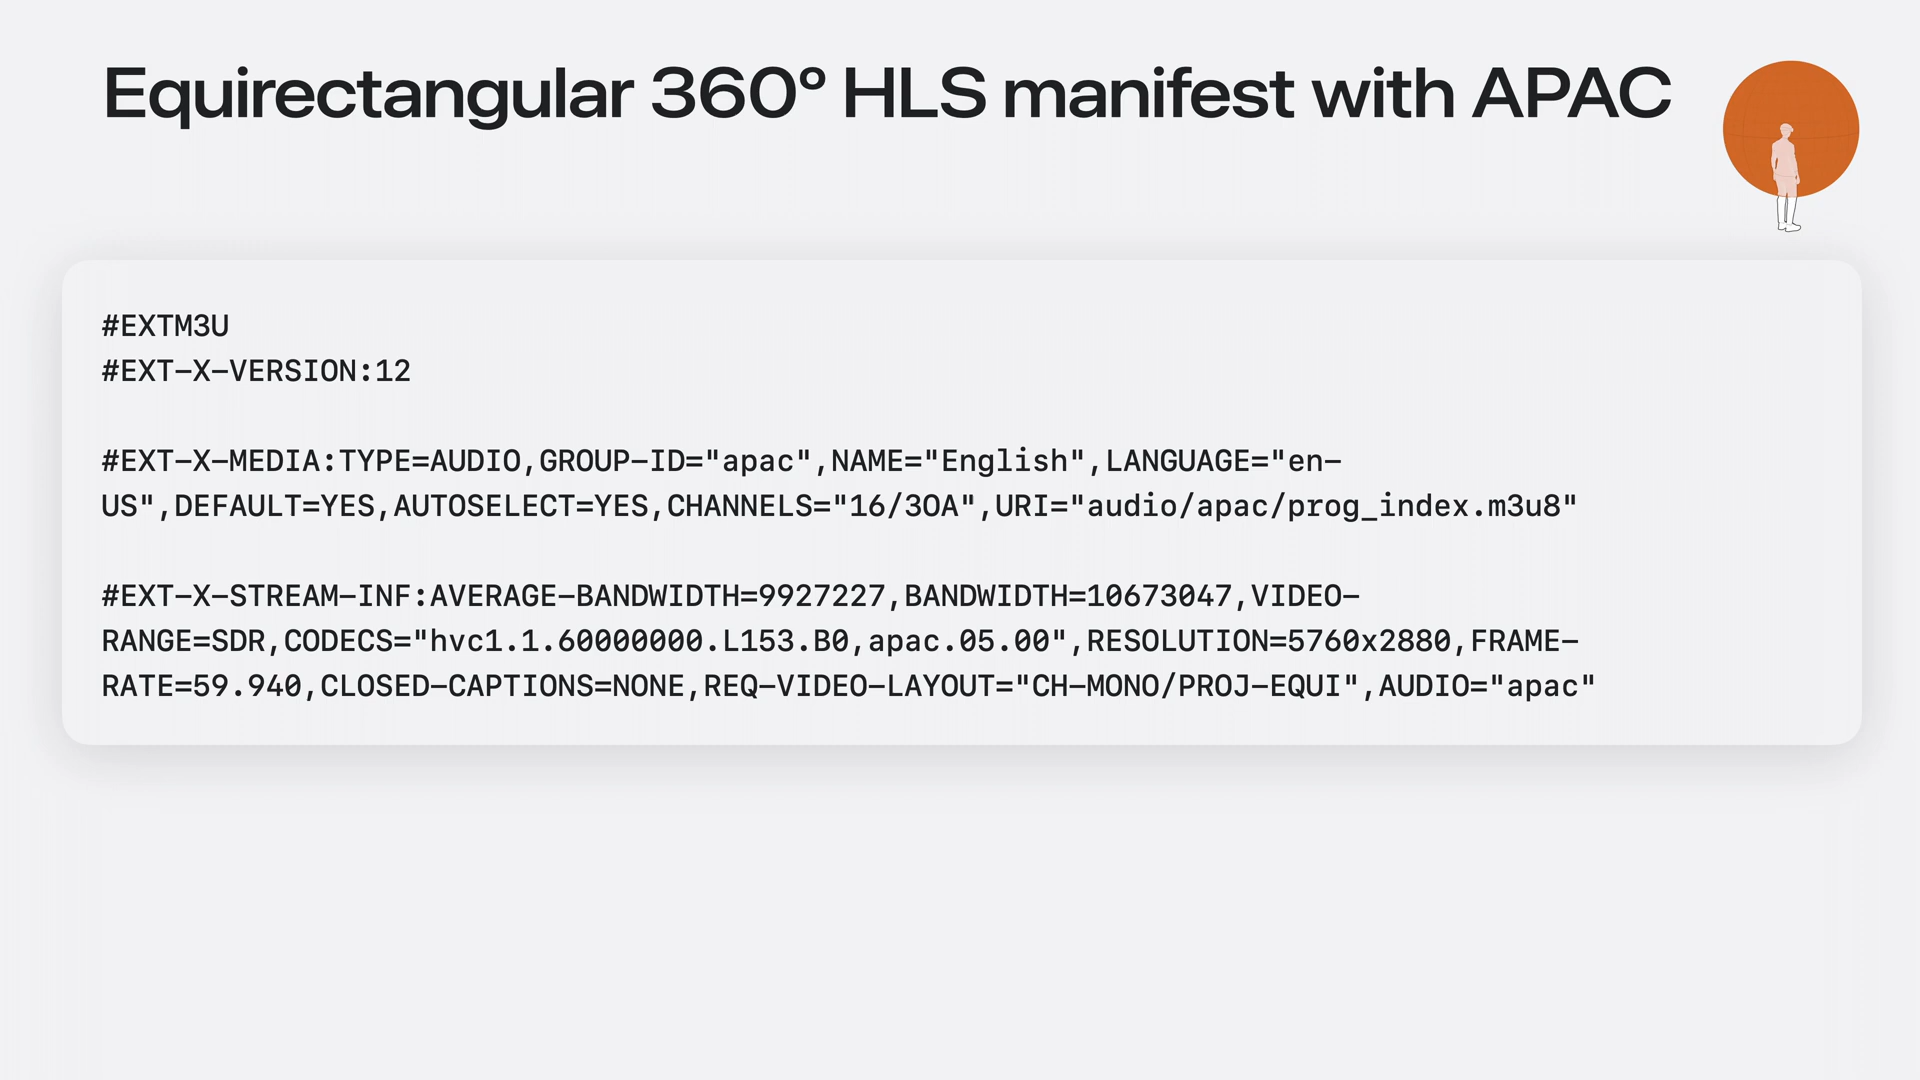 Equirectangular 360° HLS manifest with APAC
#EXTM3U
#EXT-X-VERSION:12
#EXT-X-MEDIA:TYPE=AUDIO,GROUP-ID="apac",NAME="English",LANGUAGE="en-
US",DEFAULT=YES,AUTOSELECT=YES,CHANNELS="16/3OA",URI="audio/apac/prog_index.m3u8"
#EXT-X-STREAM-INF:AVERAGE-BANDWIDTH=9927227,BANDWIDTH=10673047,VIDEO-
RANGE=SDR,CODECS="hvc1.1.60000000.L153.B0,apac.05.00",RESOLUTION=5760x2880,FRAME-
RATE=59.940,CLOSED-CAPTIONS=NONE,REQ-VIDEO-LAYOUT="CH-MONO/PROJ-EQUI",AUDIO="apac"